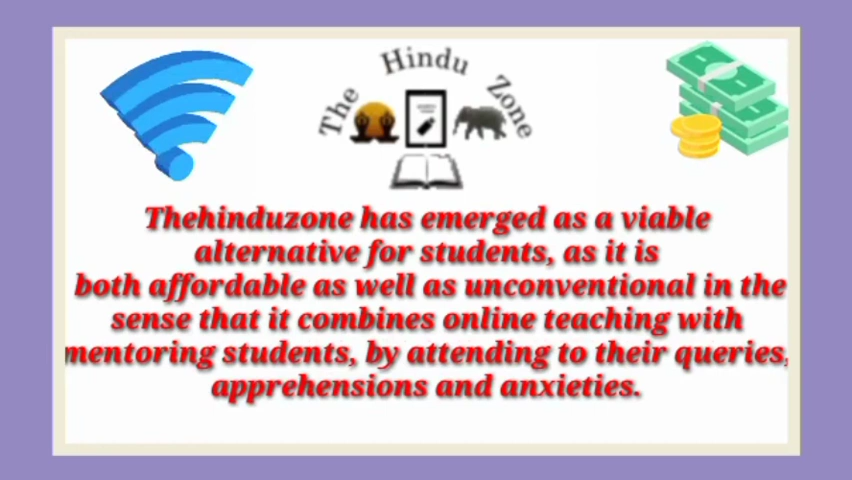 The Hindu Zone
Thehinduzone has emerged as a viable
alternative for students, as it is
both affordable as well as unconventional in the
sense that it combines online teaching with
mentoring students, by attending to their queries,
apprehensions and anxieties.